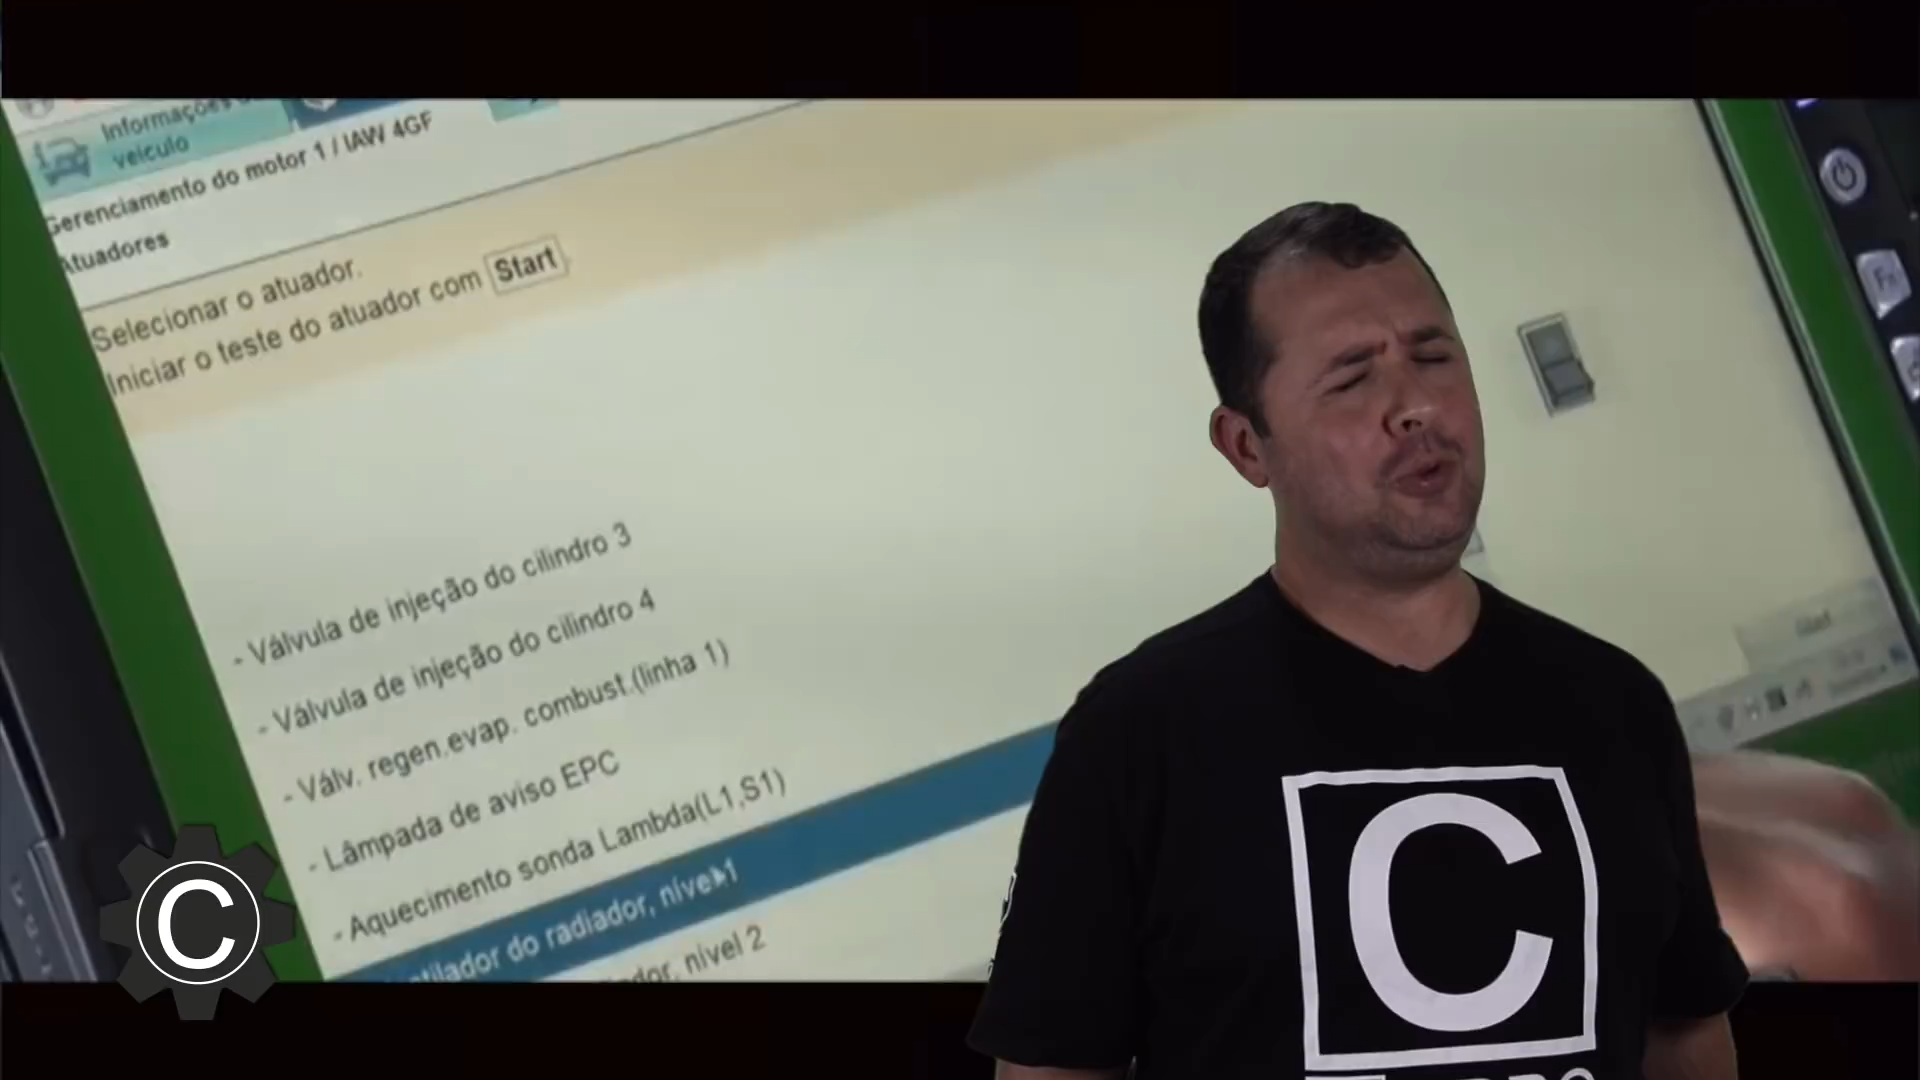 Informações
veículo
Gerenciamento do motor 1 / IAW 4GF
Atuadores
Selecionar o atuador.
Iniciar o teste do atuador com Start
- Válvula de injeção do cilindro 3
- Válvula de injeção do cilindro 4
- Válv. regen.evap. combust.(linha 1)
- Lâmpada de aviso EPC
- Aquecimento sonda Lambda(L1,S1)
do radiador, nível 1
nível 2
Fn
C
C